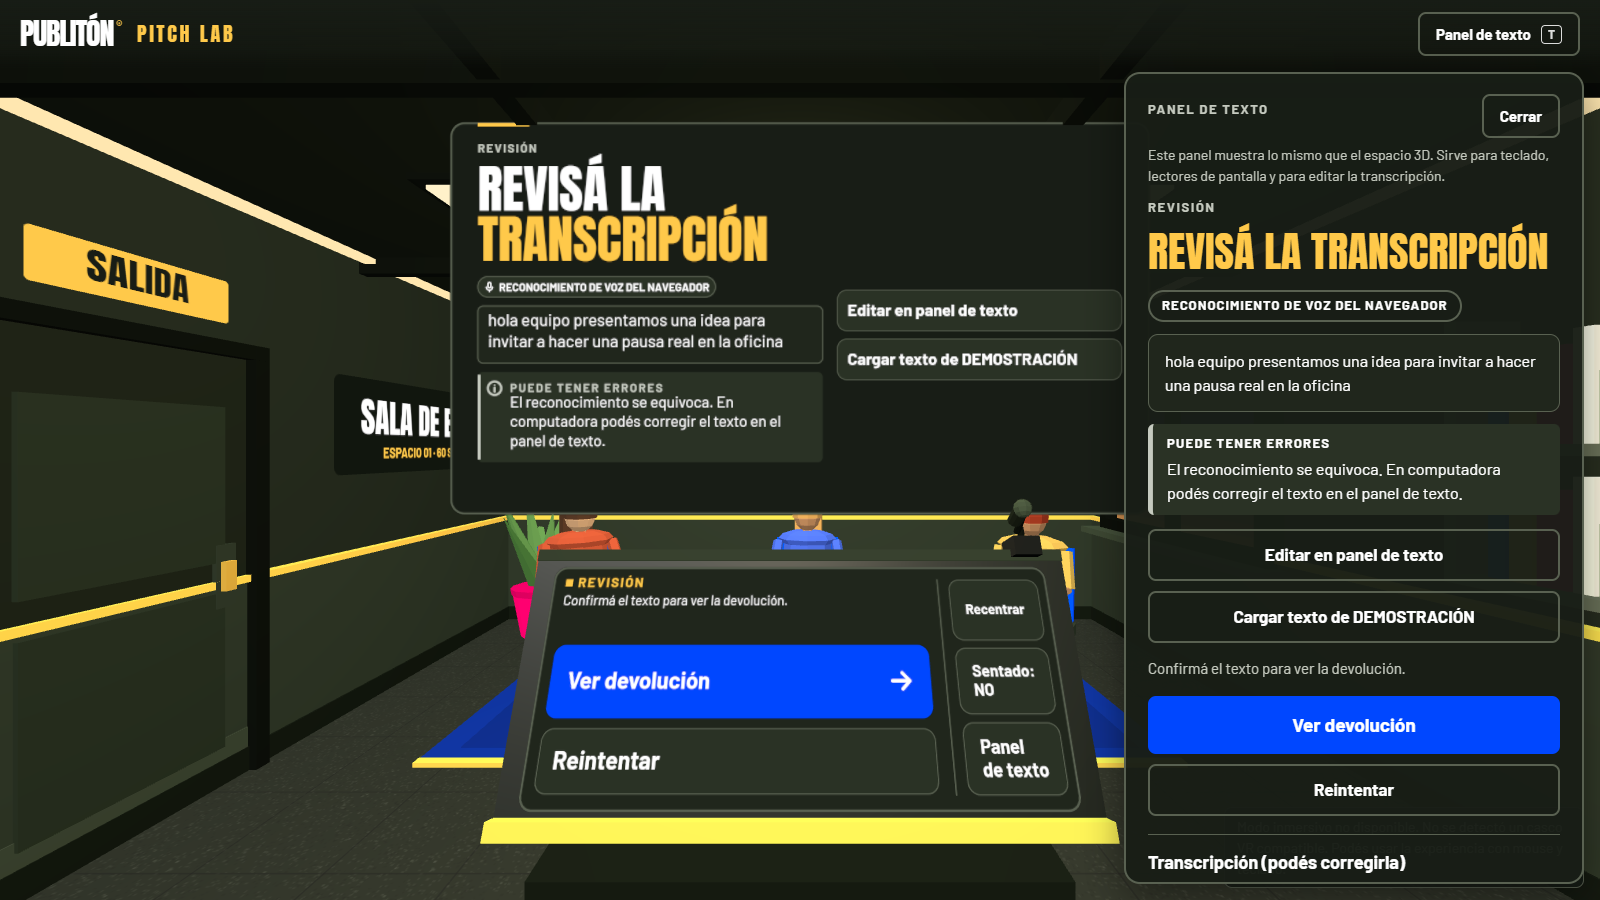 PUBLITÓN
PITCH LAB
Panel de texto T
SALIDA
SALA DE
ESPACIO 01 · 60
REVISIÓN
REVISÁ LA
TRANSCRIPCIÓN
RECONOCIMIENTO DE VOZ DEL NAVEGADOR
hola equipo presentamos una idea para
invitar a hacer una pausa real en la oficina
PUEDE TENER ERRORES
El reconocimiento se equivoca. En
computadora podés corregir el texto en el
panel de texto.
Editar en panel de texto
Cargar texto de DEMOSTRACIÓN
REVISIÓN
Confirmá el texto para ver la devolución.
Ver devolución
Reintentar
Recentrar
Sentado:
NO
Panel
de texto
PANEL DE TEXTO
Cerrar
Este panel muestra lo mismo que el espacio 3D. Sirve para teclado,
lectores de pantalla y para editar la transcripción.
REVISIÓN
REVISÁ LA TRANSCRIPCIÓN
RECONOCIMIENTO DE VOZ DEL NAVEGADOR
hola equipo presentamos una idea para invitar a hacer
una pausa real en la oficina
PUEDE TENER ERRORES
El reconocimiento se equivoca. En computadora
podés corregir el texto en el panel de texto.
Editar en panel de texto
Cargar texto de DEMOSTRACIÓN
Confirmá el texto para ver la devolución.
Ver devolución
Reintentar
Transcripción (podés corregirla)